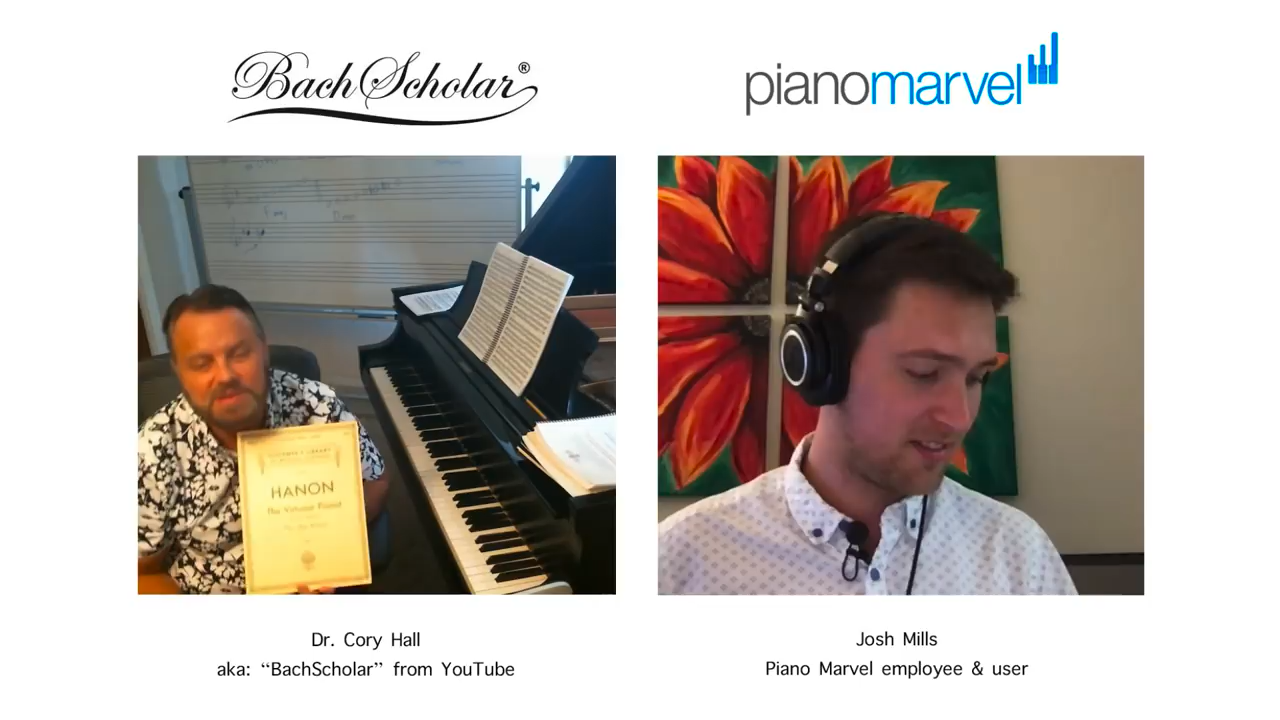 BachScholar®
pianomarvel
HANON
The Virtuoso Pianist
Dr. Cory Hall
aka: “BachScholar” from YouTube
Josh Mills
Piano Marvel employee & user